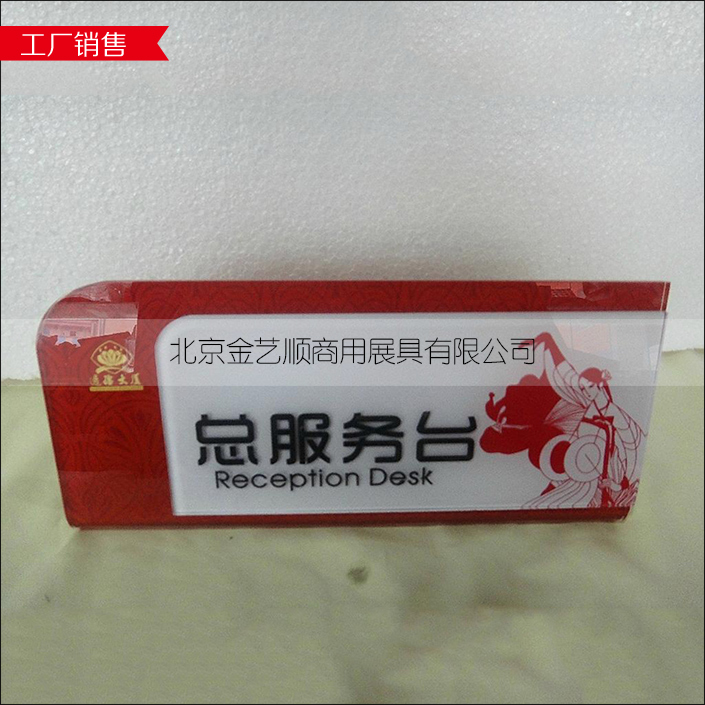 工厂销售
北京金艺顺商用展具有限公司
总服务台
Reception Desk